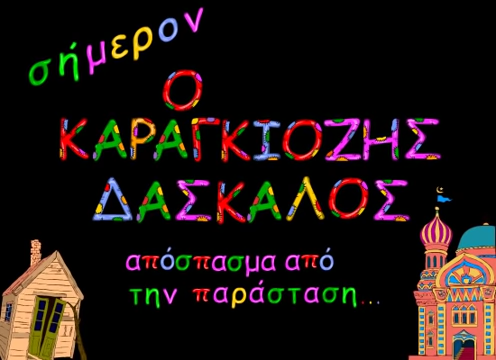 σήμερον
Ο
ΚΑΡΑΓΚΙΟΖΗΣ
ΔΑΣΚΑΛΟΣ
απόσπασμα από
την παράσταση...